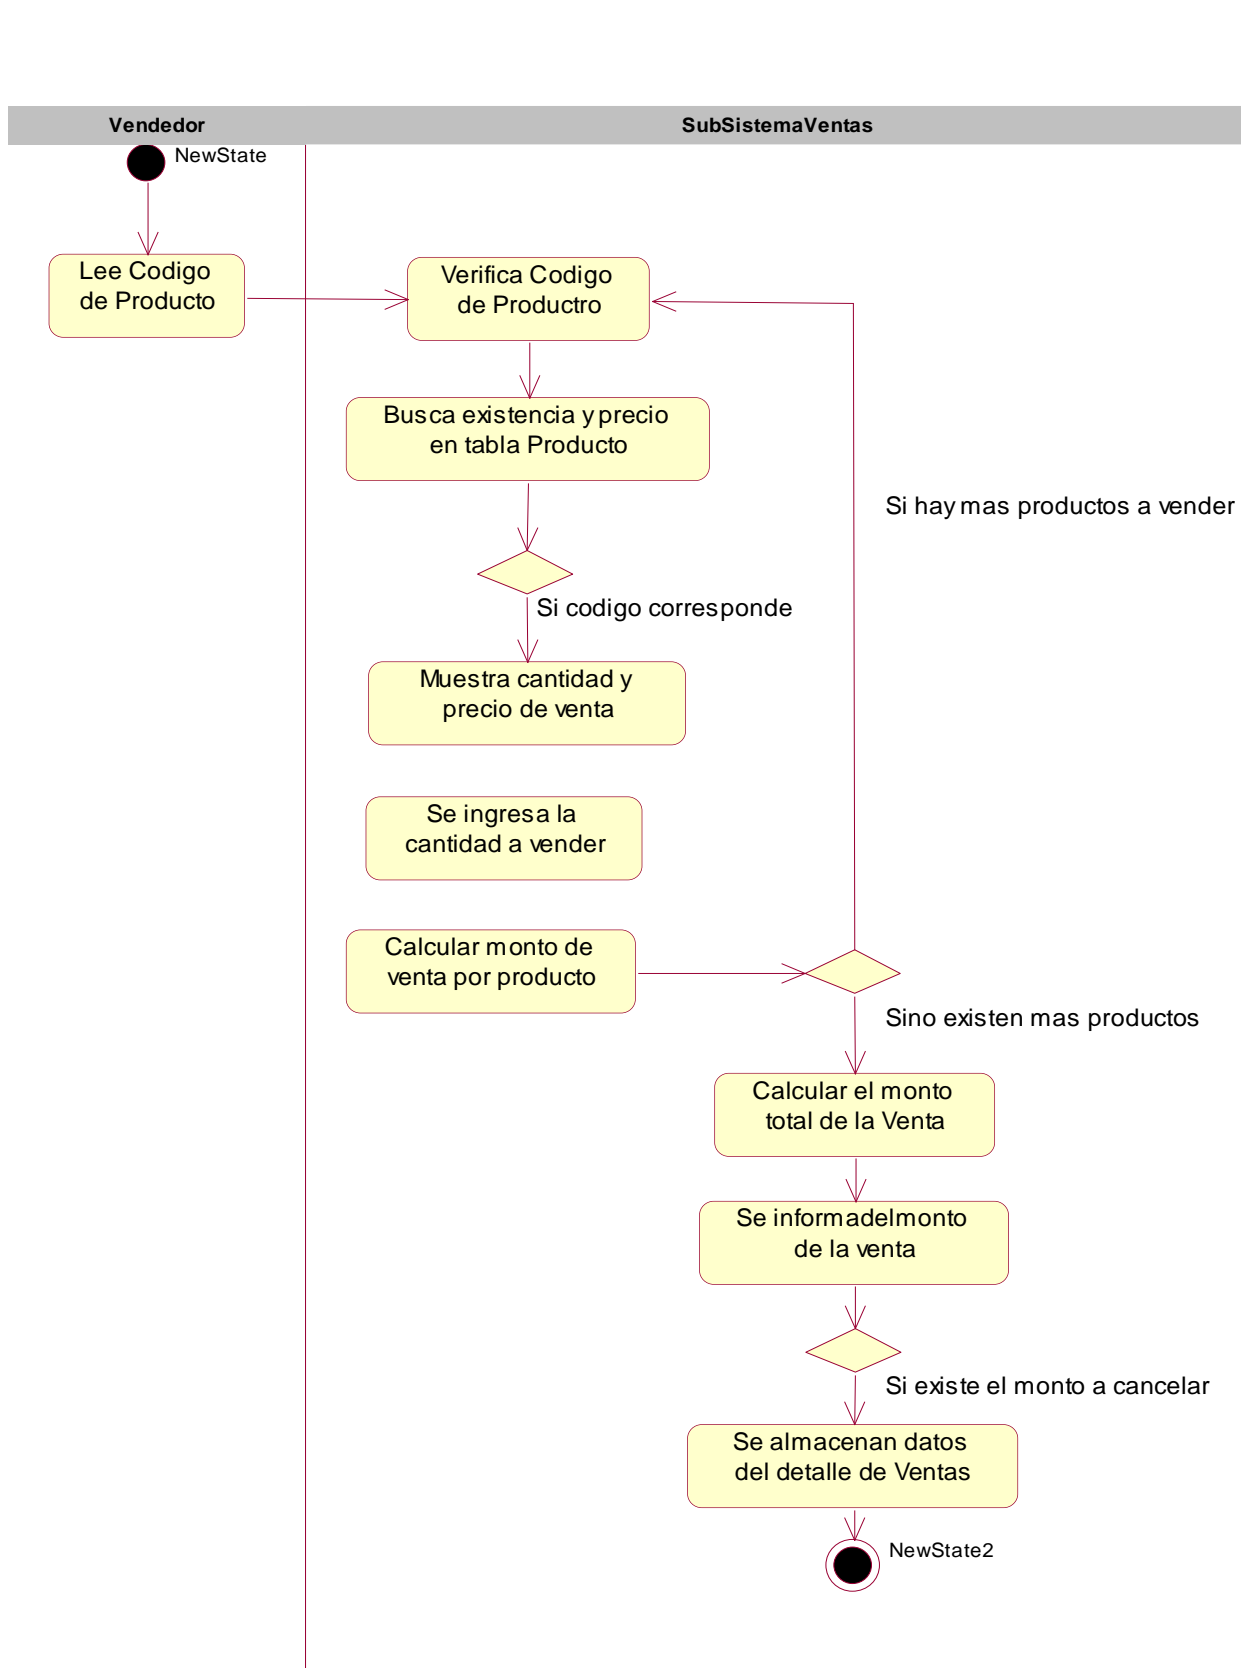 Vendedor
SubSistemaVentas
NewState
Lee Codigo
de Producto
Verifica Codigo
de Productro
Busca existencia y precio
en tabla Producto
Si hay mas productos a vender
Si codigo corresponde
Muestra cantidad y
precio de venta
Se ingresa la
cantidad a vender
Calcular monto de
venta por producto
Sino existen mas productos
Calcular el monto
total de la Venta
Se informadelmonto
de la venta
Si existe el monto a cancelar
Se almacenan datos
del detalle de Ventas
NewState2